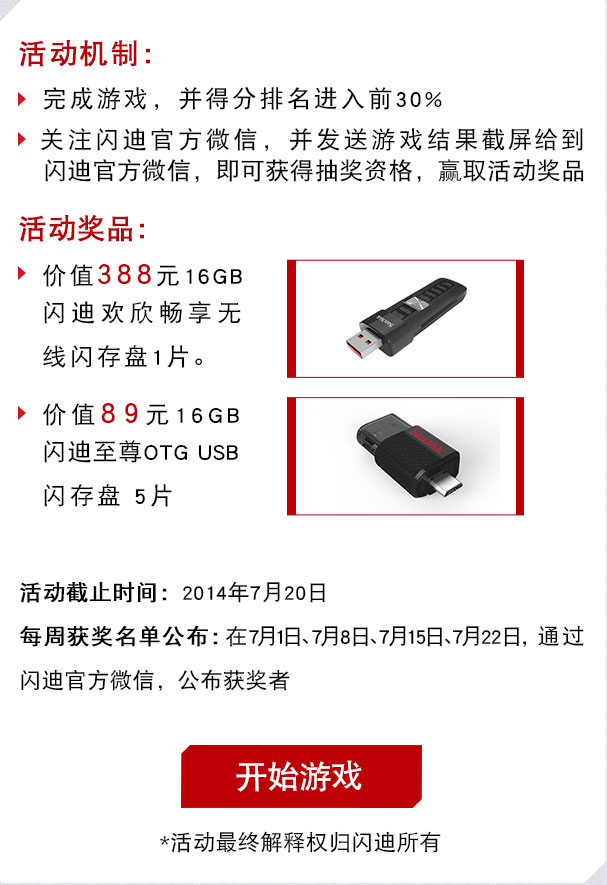 活动机制：
完成游戏，并得分排名进入前30%
关注闪迪官方微信，并发送游戏结果截屏给到
闪迪官方微信，即可获得抽奖资格，赢取活动奖品
活动奖品：
价值388元16GB
闪迪欢欣畅享无
线闪存盘1片。
SanDisk
价值89元16GB
闪迪至尊OTG USB
闪存盘 5片
SanDisk
活动截止时间：2014年7月20日
每周获奖名单公布：在7月1日、7月8日、7月15日、7月22日，通过
闪迪官方微信，公布获奖者
开始游戏
*活动最终解释权归闪迪所有